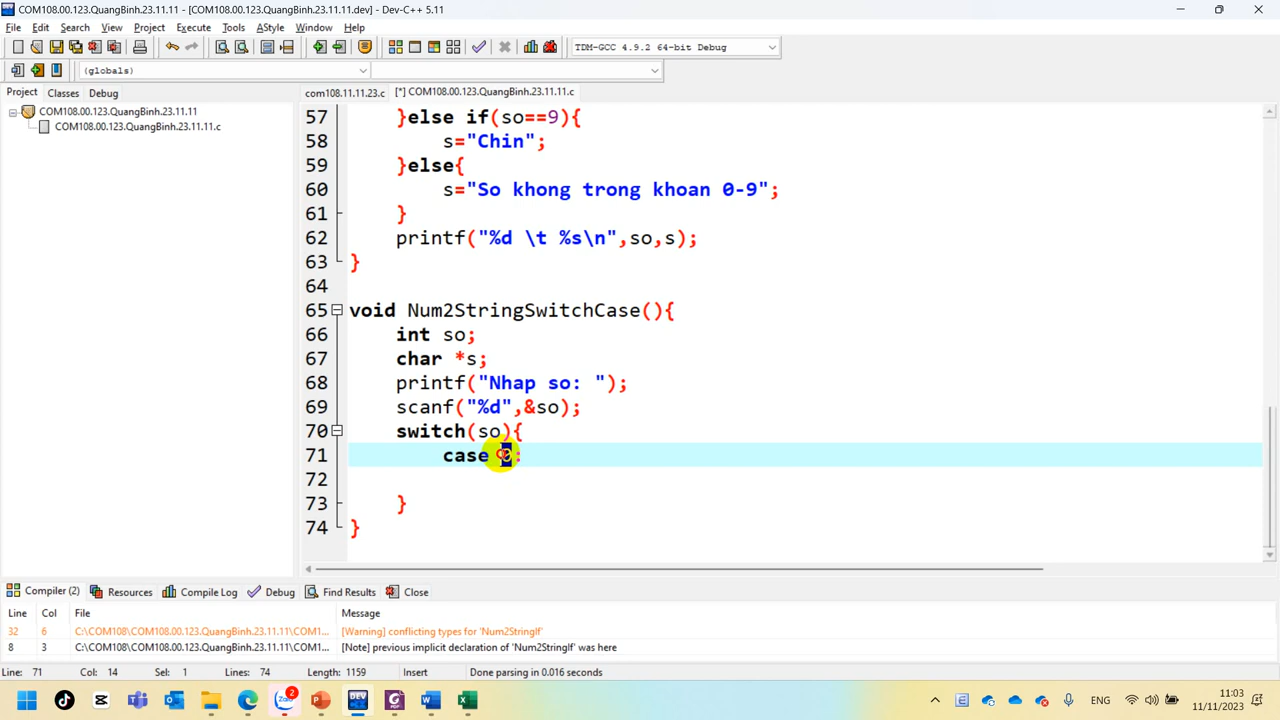 COM108.00.123.QuangBinh.23.11.11 - [COM108.00.123.QuangBinh.23.11.11.dev] - Dev-C++ 5.11
File Edit Search View Project Execute Tools AStyle Window Help
TDM-GCC 4.9.2 64-bit Debug
(globals)
Project Classes Debug
com108.11.11.23.c [*] COM108.00.123.QuangBinh.23.11.11.c
COM108.00.123.QuangBinh.23.11.11
COM108.00.123.QuangBinh.23.11.11.c
57 }else if(so==9){
58 s="Chin";
59 }else{
60 s="So khong trong khoan 0-9";
61 }
62 printf("%d \t %s\n",so,s);
63 }
64
65 void Num2StringSwitchCase(){
66 int so;
67 char *s;
68 printf("Nhap so: ");
69 scanf("%d",&so);
70 switch(so){
71 case :
72
73 }
74 }
Compiler (2) Resources Compile Log Debug Find Results Close
Line Col File Message
32 6 C:\COM108\COM108.00.123.QuangBinh.23.11.11\COM1... [Warning] conflicting types for 'Num2StringIf'
8 3 C:\COM108\COM108.00.123.QuangBinh.23.11.11\COM1... [Note] previous implicit declaration of 'Num2StringIf' was here
Line: 71 Col: 14 Sel: 1 Lines: 74 Length: 1159 Insert Done parsing in 0.016 seconds
ENG
11:03
11/11/2023